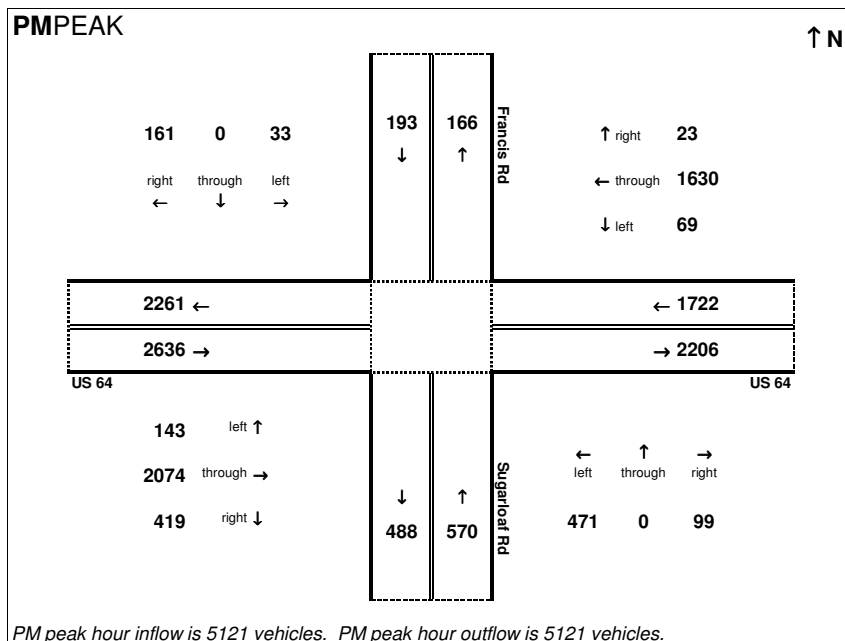 PMPEAK
↑ N
193 166
↓ ↑
Francis Rd
161 0 33
right through left
← ↓ →
↑ right 23
← through 1630
↓ left 69
2261 ←
← 1722
2636 →
→ 2206
US 64
US 64
143 left ↑
2074 through →
419 right ↓
↓ ↑
488 570
Sugarloaf Rd
← ↑ →
left through right
471 0 99
PM peak hour inflow is 5121 vehicles. PM peak hour outflow is 5121 vehicles.